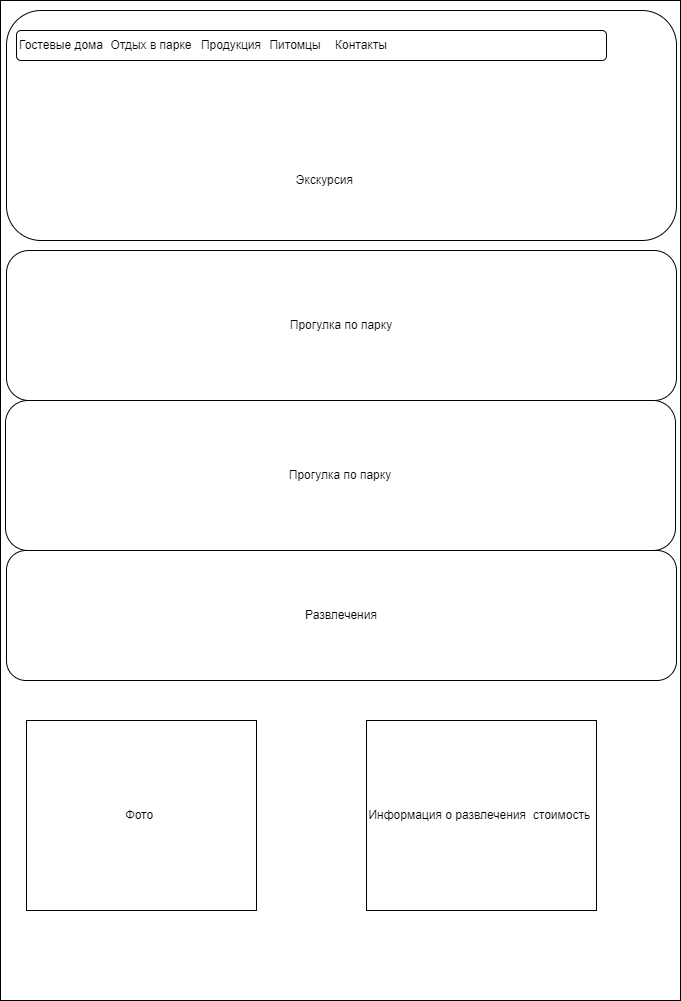 Гостевые дома Отдых в парке Продукция Питомцы Контакты
Экскурсия
Прогулка по парку
Прогулка по парку
Развлечения
Фото
Информация о развлечения стоимость